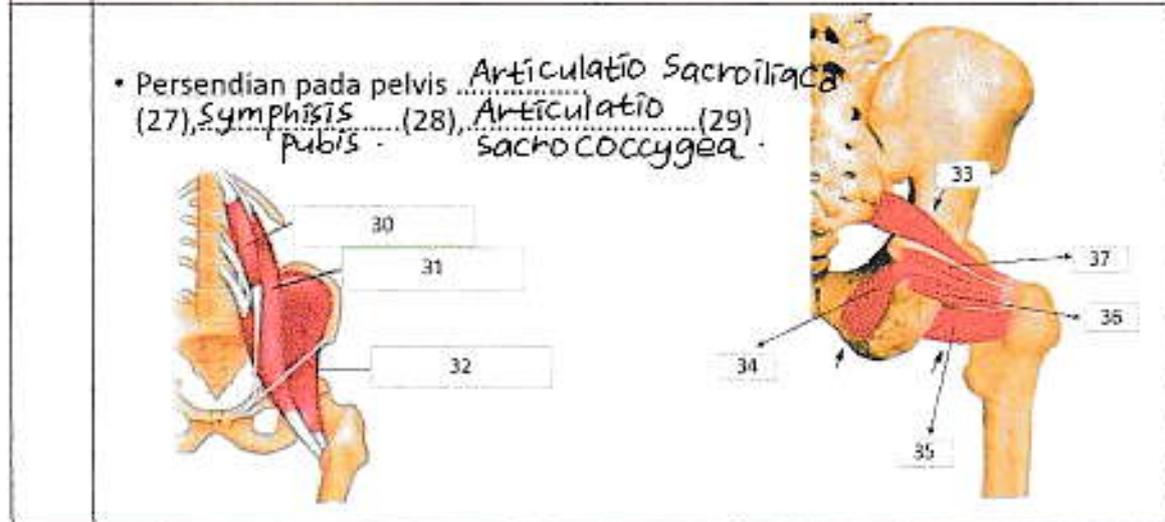 • Persendian pada pelvis Articulatio Sacroiliaca
(27), Symphisis (28), Articulatio (29)
Pubis. Sacrococcygea.
30
31
32
33
37
36
34
35